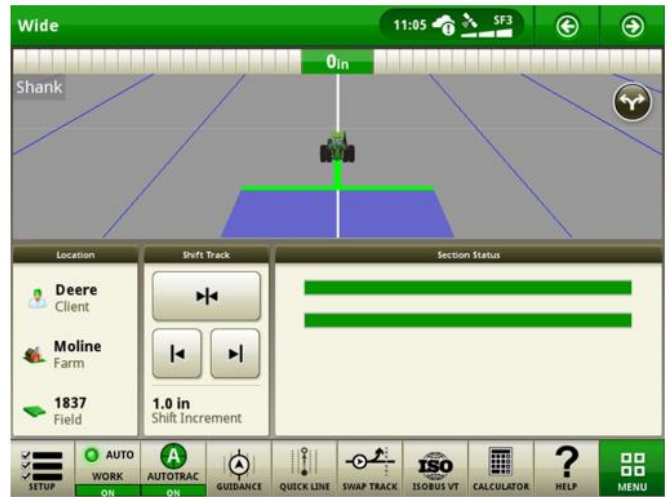 Wide
11:05
SF3
0in
Shank
Location
Shift Track
Section Status
Deere
Client
Moline
Farm
1837
Field
1.0 in
Shift Increment
SETUP
AUTO
WORK
ON
A
AUTOTRAC
ON
GUIDANCE
QUICK LINE
SWAP TRACK
ISO
ISOBUS VT
CALCULATOR
?
HELP
MENU